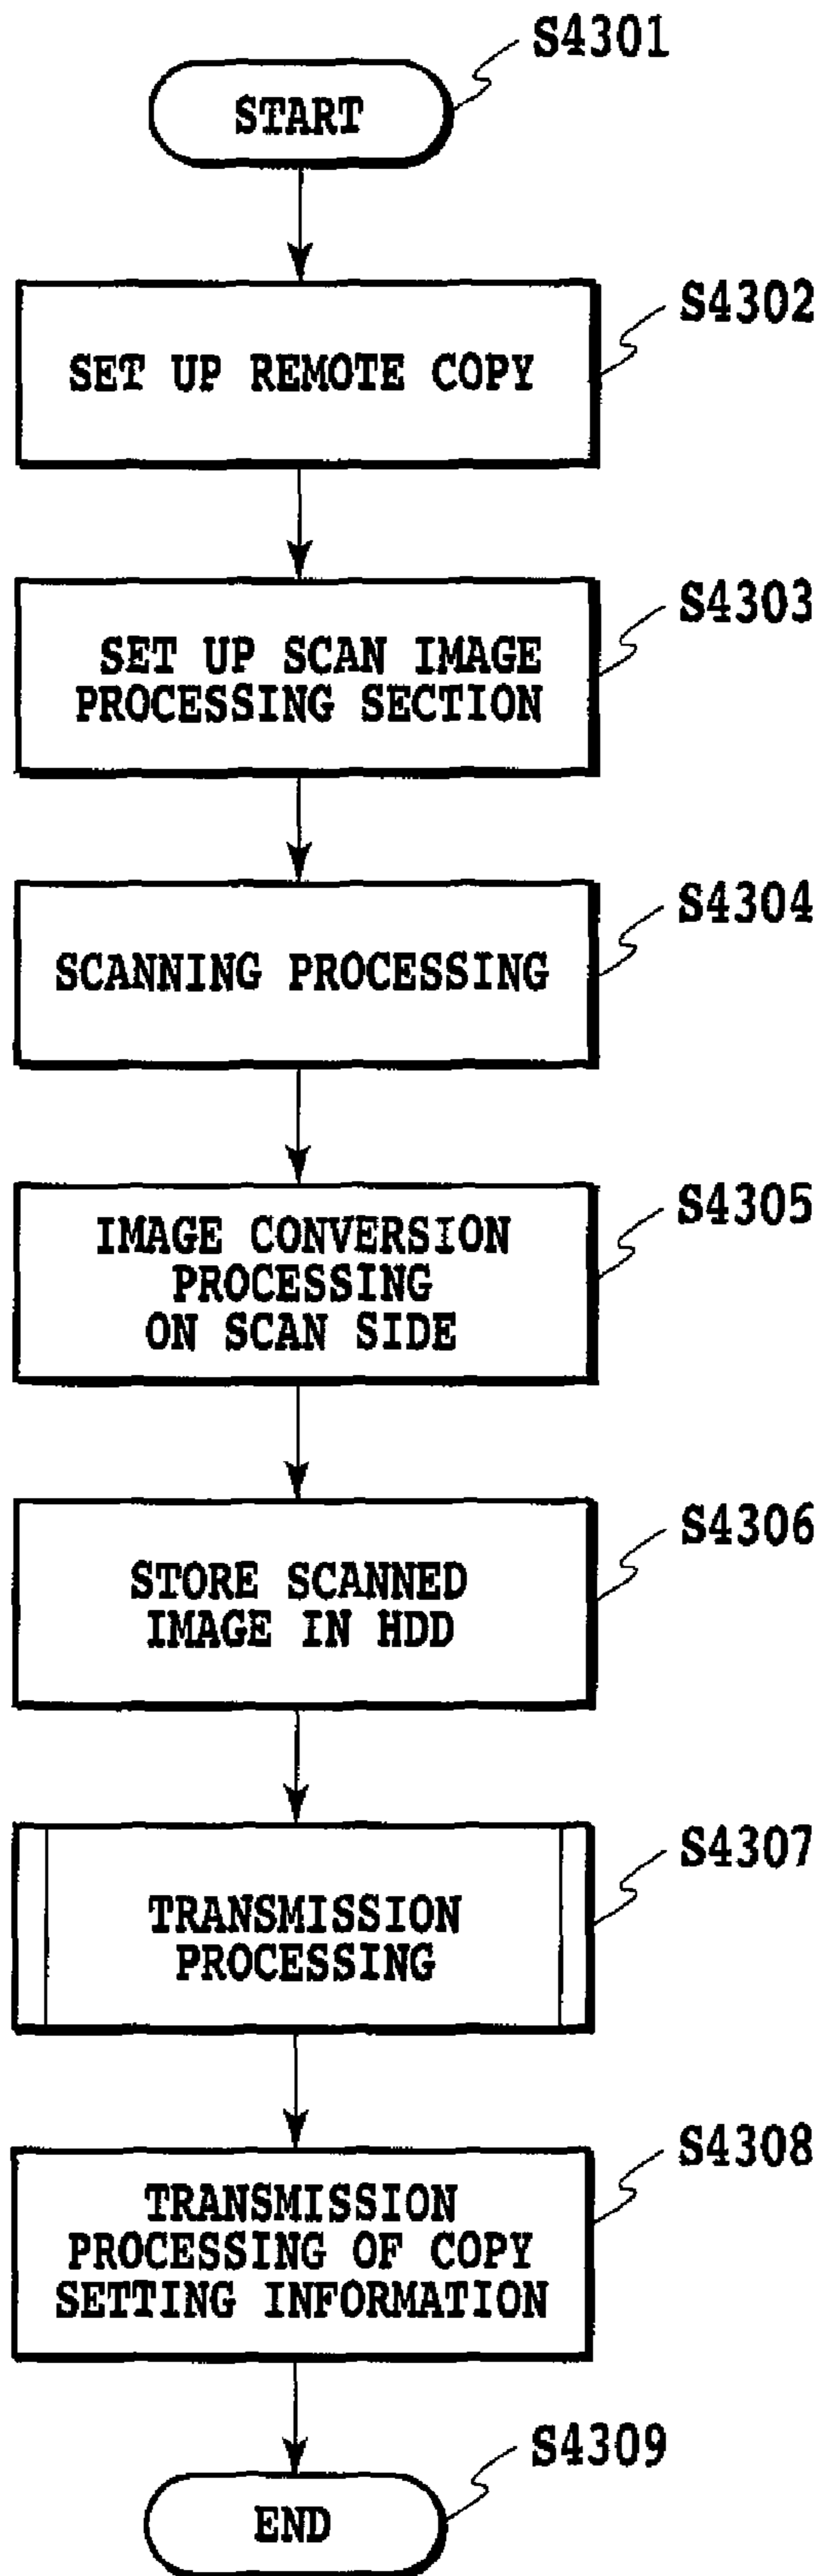 S4301
START
S4302
SET UP REMOTE COPY
S4303
SET UP SCAN IMAGE
PROCESSING SECTION
S4304
SCANNING PROCESSING
S4305
IMAGE CONVERSION
PROCESSING
ON SCAN SIDE
S4306
STORE SCANNED
IMAGE IN HDD
S4307
TRANSMISSION
PROCESSING
S4308
TRANSMISSION
PROCESSING OF COPY
SETTING INFORMATION
S4309
END